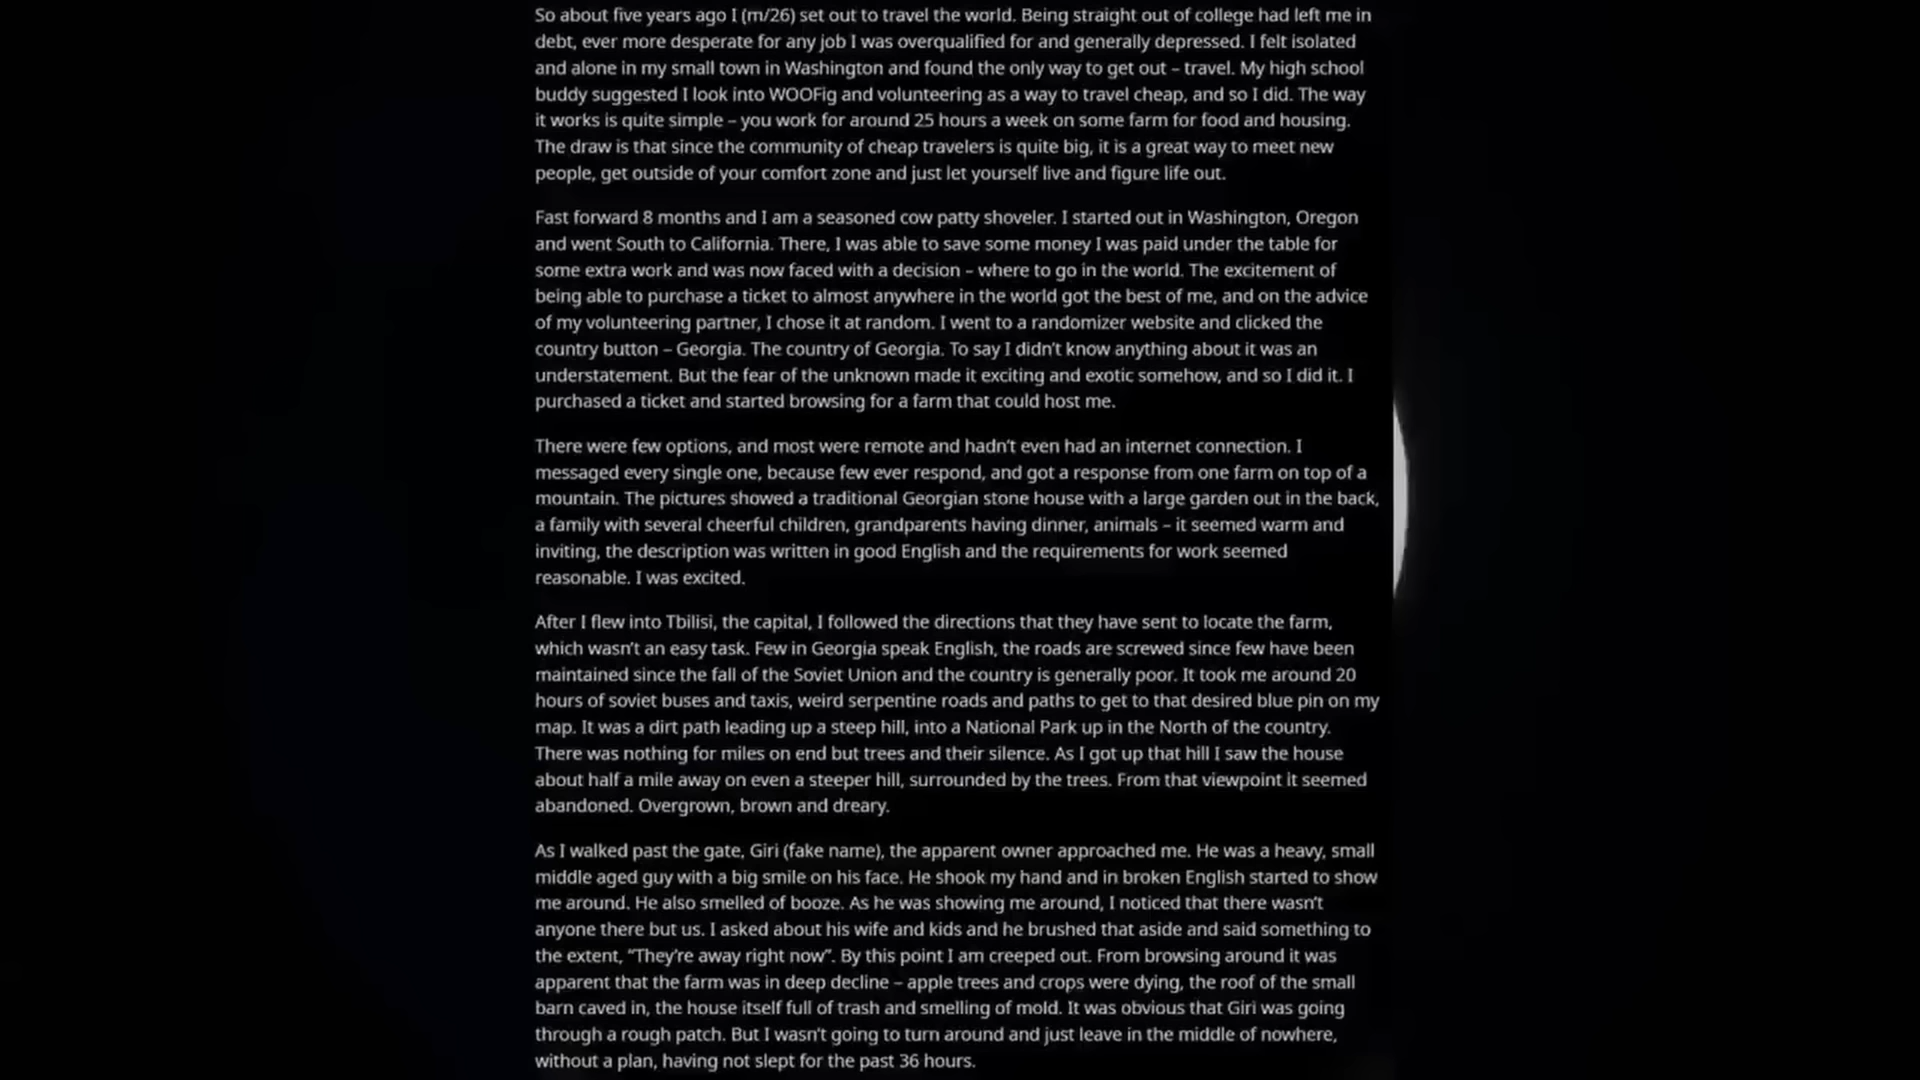 So about five years ago I (m/26) set out to travel the world. Being straight out of college had left me in
debt, ever more desperate for any job I was overqualified for and generally depressed. I felt isolated
and alone in my small town in Washington and found the only way to get out – travel. My high school
buddy suggested I look into WOOFig and volunteering as a way to travel cheap, and so I did. The way
it works is quite simple – you work for around 25 hours a week on some farm for food and housing.
The draw is that since the community of cheap travelers is quite big, it is a great way to meet new
people, get outside of your comfort zone and just let yourself live and figure life out.
Fast forward 8 months and I am a seasoned cow patty shoveler. I started out in Washington, Oregon
and went South to California. There, I was able to save some money I was paid under the table for
some extra work and was now faced with a decision – where to go in the world. The excitement of
being able to purchase a ticket to almost anywhere in the world got the best of me, and on the advice
of my volunteering partner, I chose it at random. I went to a randomizer website and clicked the
country button – Georgia. The country of Georgia. To say I didn't know anything about it was an
understatement. But the fear of the unknown made it exciting and exotic somehow, and so I did it. I
purchased a ticket and started browsing for a farm that could host me.
There were few options, and most were remote and hadn't even had an internet connection. I
messaged every single one, because few ever respond, and got a response from one farm on top of a
mountain. The pictures showed a traditional Georgian stone house with a large garden out in the back,
a family with several cheerful children, grandparents having dinner, animals – it seemed warm and
inviting, the description was written in good English and the requirements for work seemed
reasonable. I was excited.
After I flew into Tbilisi, the capital, I followed the directions that they have sent to locate the farm,
which wasn't an easy task. Few in Georgia speak English, the roads are screwed since few have been
maintained since the fall of the Soviet Union and the country is generally poor. It took me around 20
hours of soviet buses and taxis, weird serpentine roads and paths to get to that desired blue pin on my
map. It was a dirt path leading up a steep hill, into a National Park up in the North of the country.
There was nothing for miles on end but trees and their silence. As I got up that hill I saw the house
about half a mile away on even a steeper hill, surrounded by the trees. From that viewpoint it seemed
abandoned. Overgrown, brown and dreary.
As I walked past the gate, Giri (fake name), the apparent owner approached me. He was a heavy, small
middle aged guy with a big smile on his face. He shook my hand and in broken English started to show
me around. He also smelled of booze. As he was showing me around, I noticed that there wasn't
anyone there but us. I asked about his wife and kids and he brushed that aside and said something to
the extent, “They're away right now”. By this point I am creeped out. From browsing around it was
apparent that the farm was in deep decline – apple trees and crops were dying, the roof of the small
barn caved in, the house itself full of trash and smelling of mold. It was obvious that Giri was going
through a rough patch. But I wasn't going to turn around and just leave in the middle of nowhere,
without a plan, having not slept for the past 36 hours.